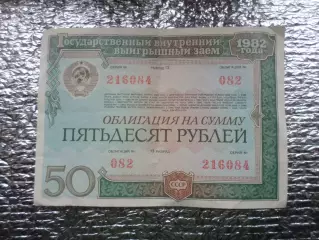 Государственный внутренний 1982
выигрышный заем года
216084 082
ОБЛИГАЦИЯ НА СУММУ
ПЯТЬДЕСЯТ РУБЛЕЙ
082 216084
50
СССР